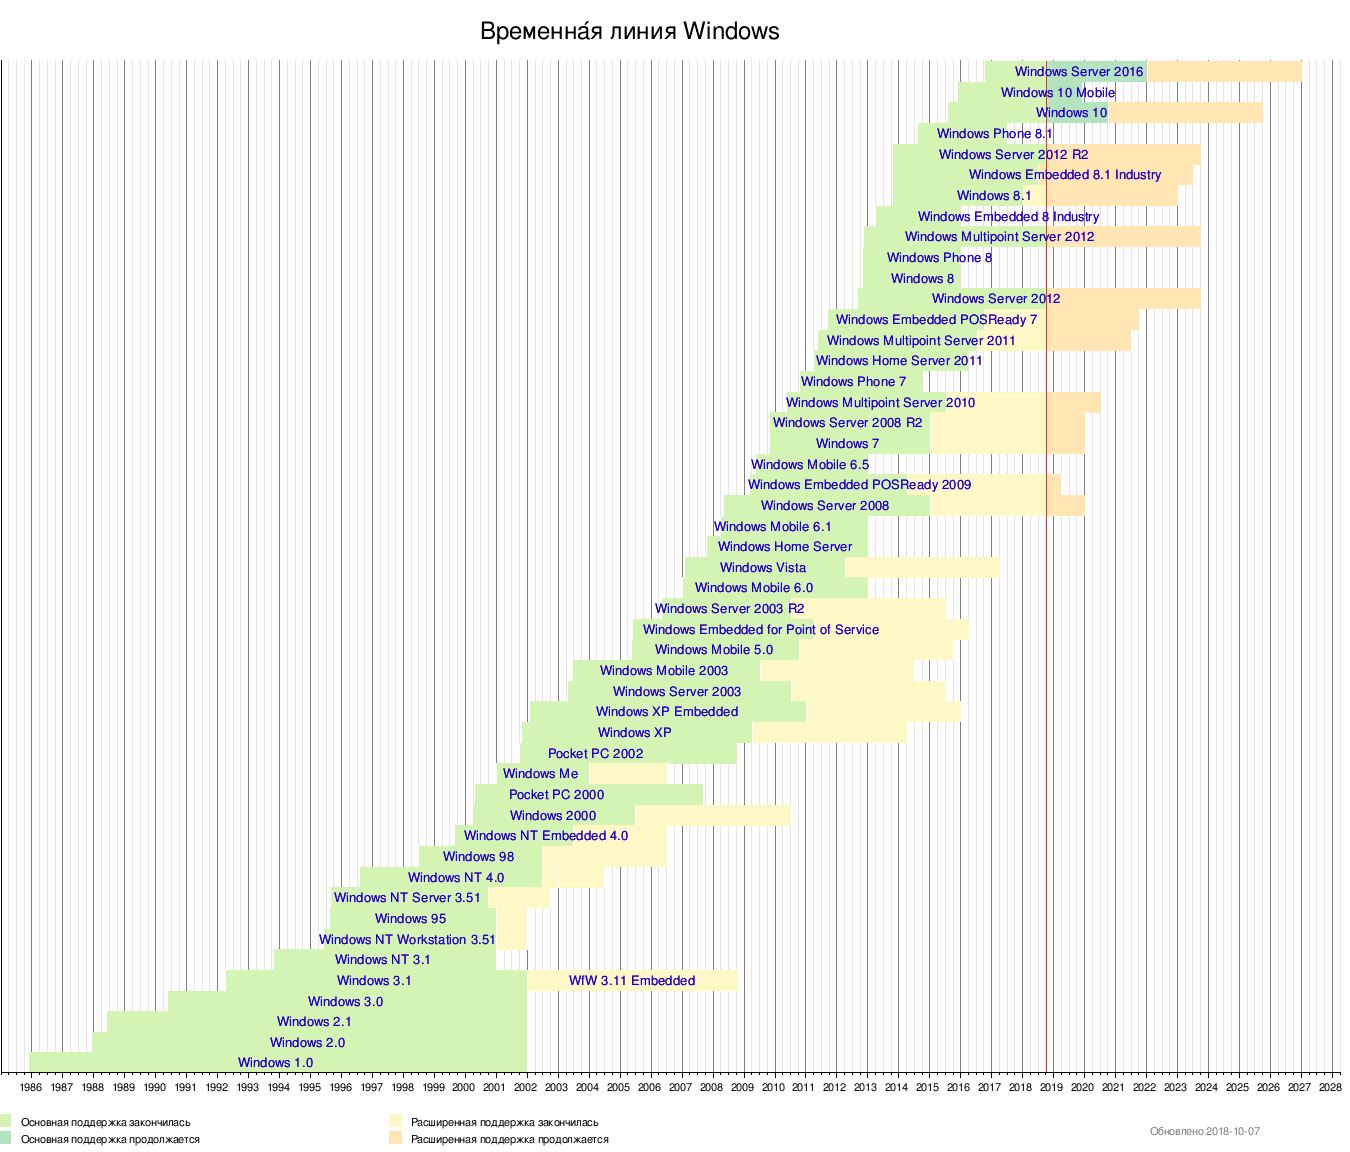 Временна́я линия Windows
Windows Server 2016
Windows 10 Mobile
Windows 10
Windows Phone 8.1
Windows Server 2012 R2
Windows Embedded 8.1 Industry
Windows 8.1
Windows Embedded 8 Industry
Windows Multipoint Server 2012
Windows Phone 8
Windows 8
Windows Server 2012
Windows Embedded POSReady 7
Windows Multipoint Server 2011
Windows Home Server 2011
Windows Phone 7
Windows Multipoint Server 2010
Windows Server 2008 R2
Windows 7
Windows Mobile 6.5
Windows Embedded POSReady 2009
Windows Server 2008
Windows Mobile 6.1
Windows Home Server
Windows Vista
Windows Mobile 6.0
Windows Server 2003 R2
Windows Embedded for Point of Service
Windows Mobile 5.0
Windows Mobile 2003
Windows Server 2003
Windows XP Embedded
Windows XP
Pocket PC 2002
Windows Me
Pocket PC 2000
Windows 2000
Windows NT Embedded 4.0
Windows 98
Windows NT 4.0
Windows NT Server 3.51
Windows 95
Windows NT Workstation 3.51
Windows NT 3.1
Windows 3.1 WfW 3.11 Embedded
Windows 3.0
Windows 2.1
Windows 2.0
Windows 1.0
1986 1987 1988 1989 1990 1991 1992 1993 1994 1995 1996 1997 1998 1999 2000 2001 2002 2003 2004 2005 2006 2007 2008 2009 2010 2011 2012 2013 2014 2015 2016 2017 2018 2019 2020 2021 2022 2023 2024 2025 2026 2027 2028
Основная поддержка закончилась Расширенная поддержка закончилась
Основная поддержка продолжается Расширенная поддержка продолжается
Обновлено 2018-10-07